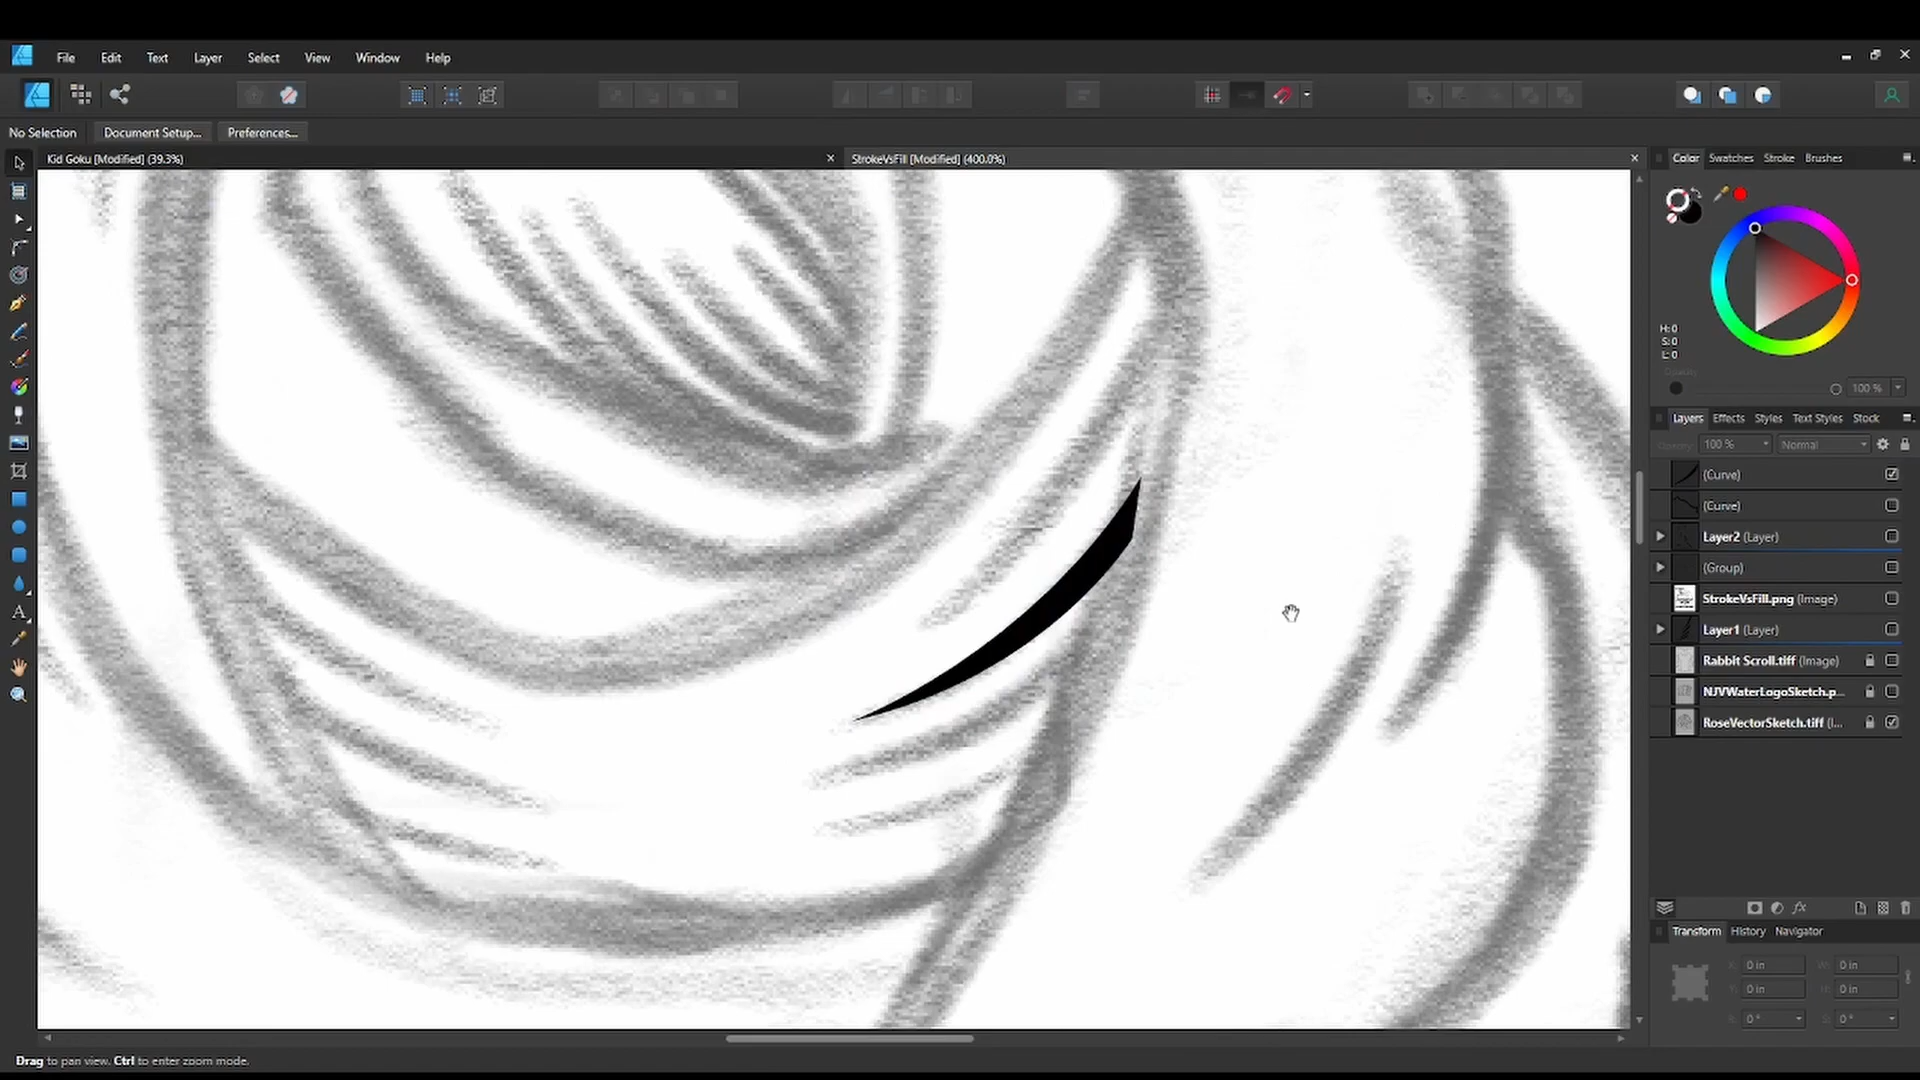 File Edit Text Layer Select View Window Help
No Selection Document Setup... Preferences...
Kid Goku [Modified] (39.3%) StrokeVsFill [Modified] (400.0%)
Color Swatches Stroke Brushes
H: 0
S: 0
L: 0
Opacity
100 %
Layers Effects Styles Text Styles Stock
Opacity: 100 % Normal
(Curve)
(Curve)
Layer2 (Layer)
(Group)
StrokeVsFill.png (Image)
Layer1 (Layer)
Rabbit Scroll.tiff (Image)
NJVWaterLogoSketch.p...
RoseVectorSketch.tiff (I...
Transform History Navigator
X: 0 in W: 0 in
Y: 0 in H: 0 in
R: 0 ° S: 0 °
Drag to pan view. Ctrl to enter zoom mode.